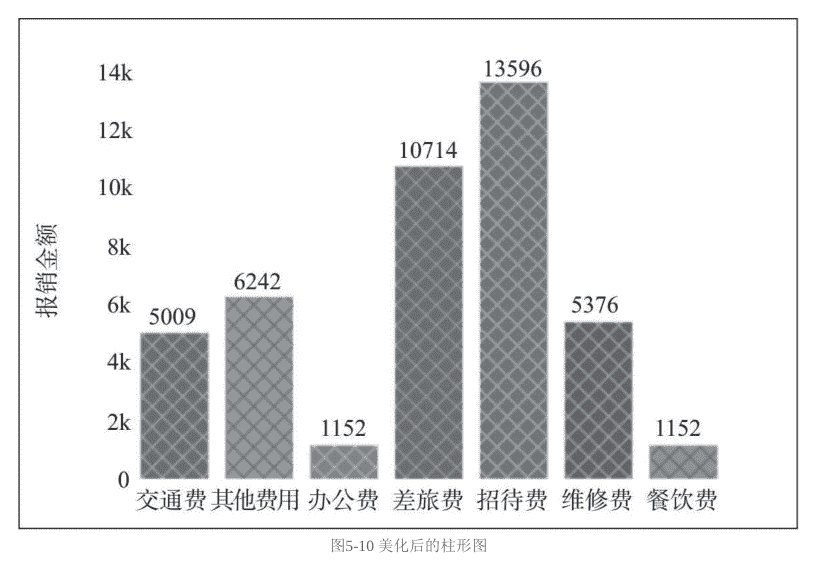 14k
12k
10k
8k
6k
4k
2k
0
报销金额
5009
6242
1152
10714
13596
5376
1152
交通费 其他费用 办公费 差旅费 招待费 维修费 餐饮费
图5-10 美化后的柱形图